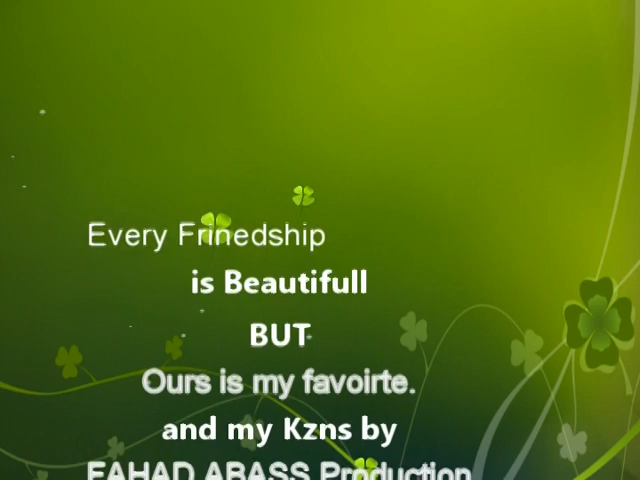 Every Frinedship
is Beautifull
BUT
Ours is my favoirte.
and my Kzns by
FAHAD ABASS Production